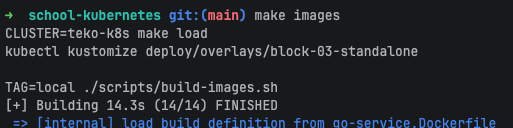 ➜  school-kubernetes git:(main) make images
CLUSTER=teko-k8s make load
kubectl kustomize deploy/overlays/block-03-standalone
TAG=local ./scripts/build-images.sh
[+] Building 14.3s (14/14) FINISHED
=> [internal] load build definition from go-service.Dockerfile